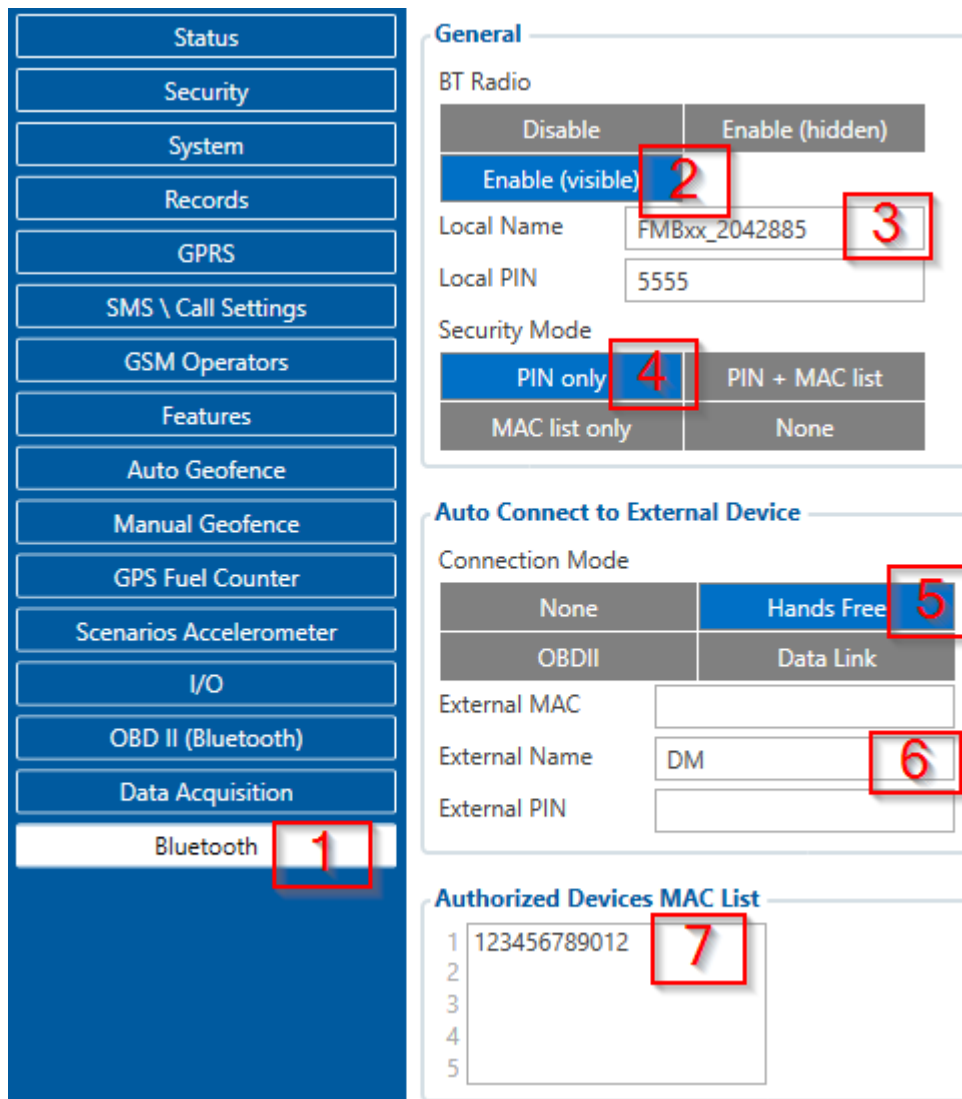 Status
Security
System
Records
GPRS
SMS \ Call Settings
GSM Operators
Features
Auto Geofence
Manual Geofence
GPS Fuel Counter
Scenarios Accelerometer
I/O
OBD II (Bluetooth)
Data Acquisition
Bluetooth 1
General
BT Radio
Disable Enable (hidden)
Enable (visible) 2
Local Name FMBxx_2042885 3
Local PIN 5555
Security Mode
PIN only 4 PIN + MAC list
MAC list only None
Auto Connect to External Device
Connection Mode
None Hands Free 5
OBDII Data Link
External MAC
External Name DM 6
External PIN
Authorized Devices MAC List
1 123456789012 7
2
3
4
5